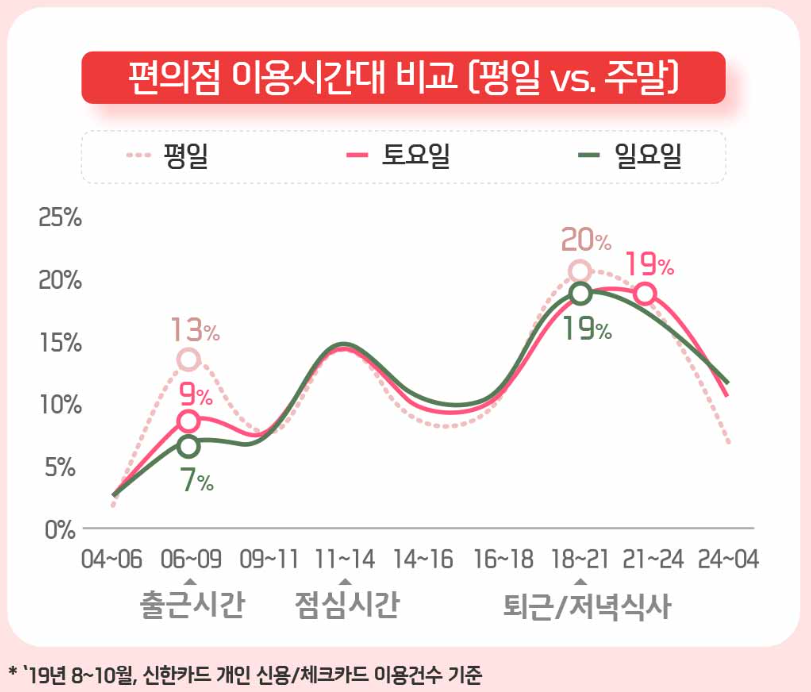 편의점 이용시간대 비교 (평일 vs. 주말)
평일 토요일 일요일
25%
20%
15%
10%
5%
0%
13%
9%
7%
20%
19%
19%
04~06 06~09 09~11 11~14 14~16 16~18 18~21 21~24 24~04
출근시간 점심시간 퇴근/저녁식사
* '19년 8~10월, 신한카드 개인 신용/체크카드 이용건수 기준